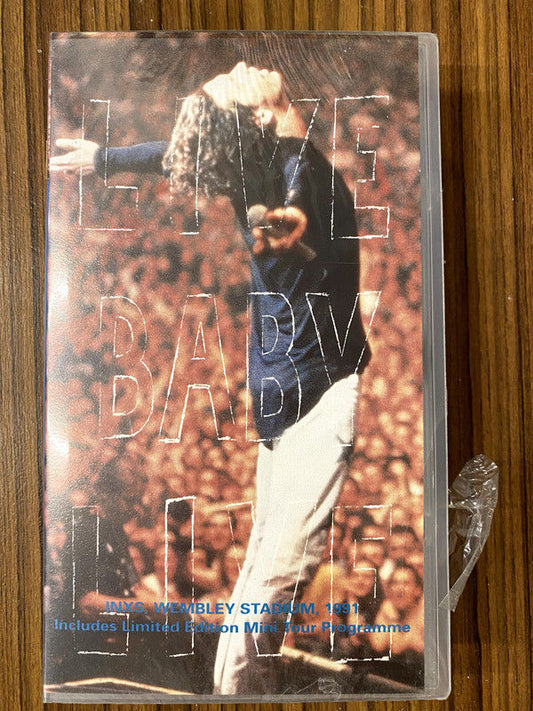 LIVE
BABY
LIVE
INXS, WEMBLEY STADIUM, 1991
Includes Limited Edition Mini Tour Programme